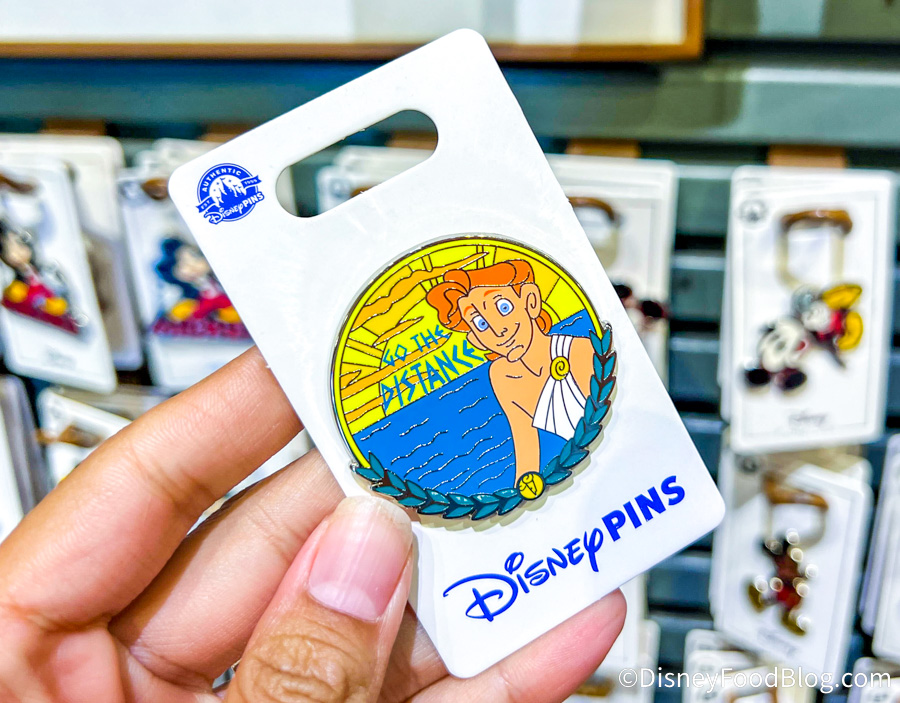 AUTHENTIC
Disney PINS
GO THE
DISTANCE
Disney PINS
©DisneyFoodBlog.com